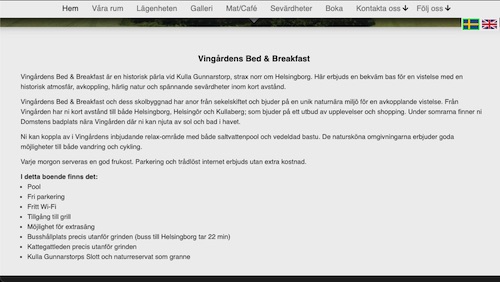 Hem Våra rum Lägenheten Galleri Mat/Café Sevärdheter Boka Kontakta oss Följ oss
Vingårdens Bed & Breakfast
Vingårdens Bed & Breakfast är en historisk pärla vid Kulla Gunnarstorp, strax norr om Helsingborg. Här erbjuds en bekväm bas för en vistelse med en
historisk atmosfär, avkoppling, härlig natur och spännande sevärdheter inom kort avstånd.
Vingårdens Bed & Breakfast och dess skolbyggnad har anor från sekelskiftet och bjuder på en unik naturnära miljö för en avkopplande vistelse. Från
Vingården har ni kort avstånd till både Helsingborg, Helsingör och Kullaberg; som bjuder på ett utbud av upplevelser och shopping. Under somrarna finner ni
Domstens badplats nära Vingården där ni kan njuta av sol och bad i havet.
Ni kan koppla av i Vingårdens inbjudande relax-område med både saltvattenpool och vedeldad bastu. De natursköna omgivningarna erbjuder goda
möjligheter till både vandring och cykling.
Varje morgon serveras en god frukost. Parkering och trådlöst internet erbjuds utan extra kostnad.
I detta boende finns det:
Pool
Fri parkering
Fritt Wi-Fi
Tillgång till grill
Möjlighet för extrasäng
Busshållplats precis utanför grinden (buss till Helsingborg tar 22 min)
Kattegattleden precis utanför grinden
Kulla Gunnarstorps Slott och naturreservat som granne